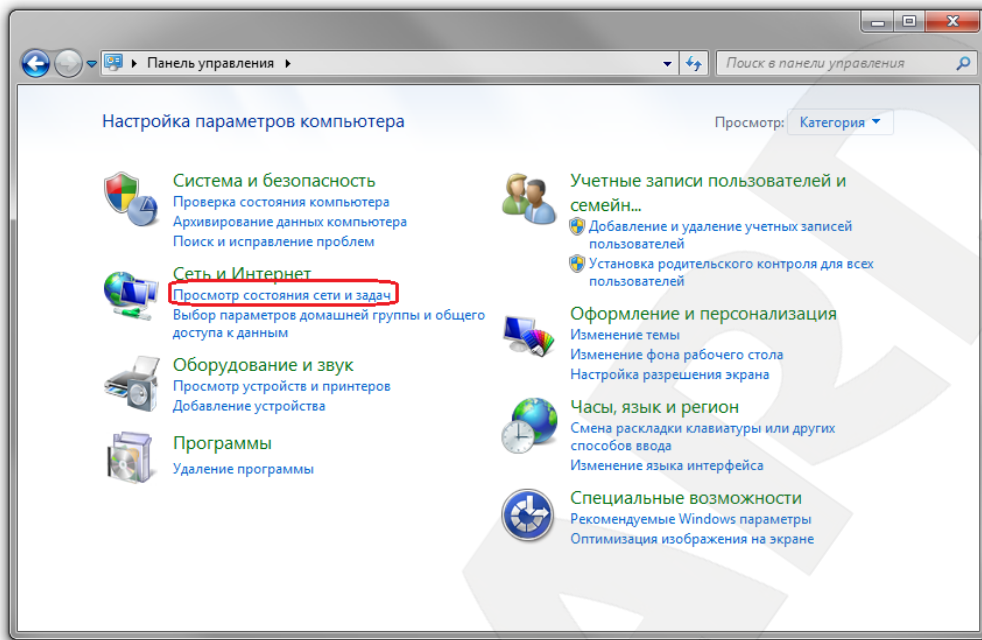 Панель управления
Поиск в панели управления
Настройка параметров компьютера
Просмотр: Категория
Система и безопасность
Проверка состояния компьютера
Архивирование данных компьютера
Поиск и исправление проблем
Сеть и Интернет
Просмотр состояния сети и задач
Выбор параметров домашней группы и общего
доступа к данным
Оборудование и звук
Просмотр устройств и принтеров
Добавление устройства
Программы
Удаление программы
Учетные записи пользователей и
семейн...
Добавление и удаление учетных записей
пользователей
Установка родительского контроля для всех
пользователей
Оформление и персонализация
Изменение темы
Изменение фона рабочего стола
Настройка разрешения экрана
Часы, язык и регион
Смена раскладки клавиатуры или других
способов ввода
Изменение языка интерфейса
Специальные возможности
Рекомендуемые Windows параметры
Оптимизация изображения на экране